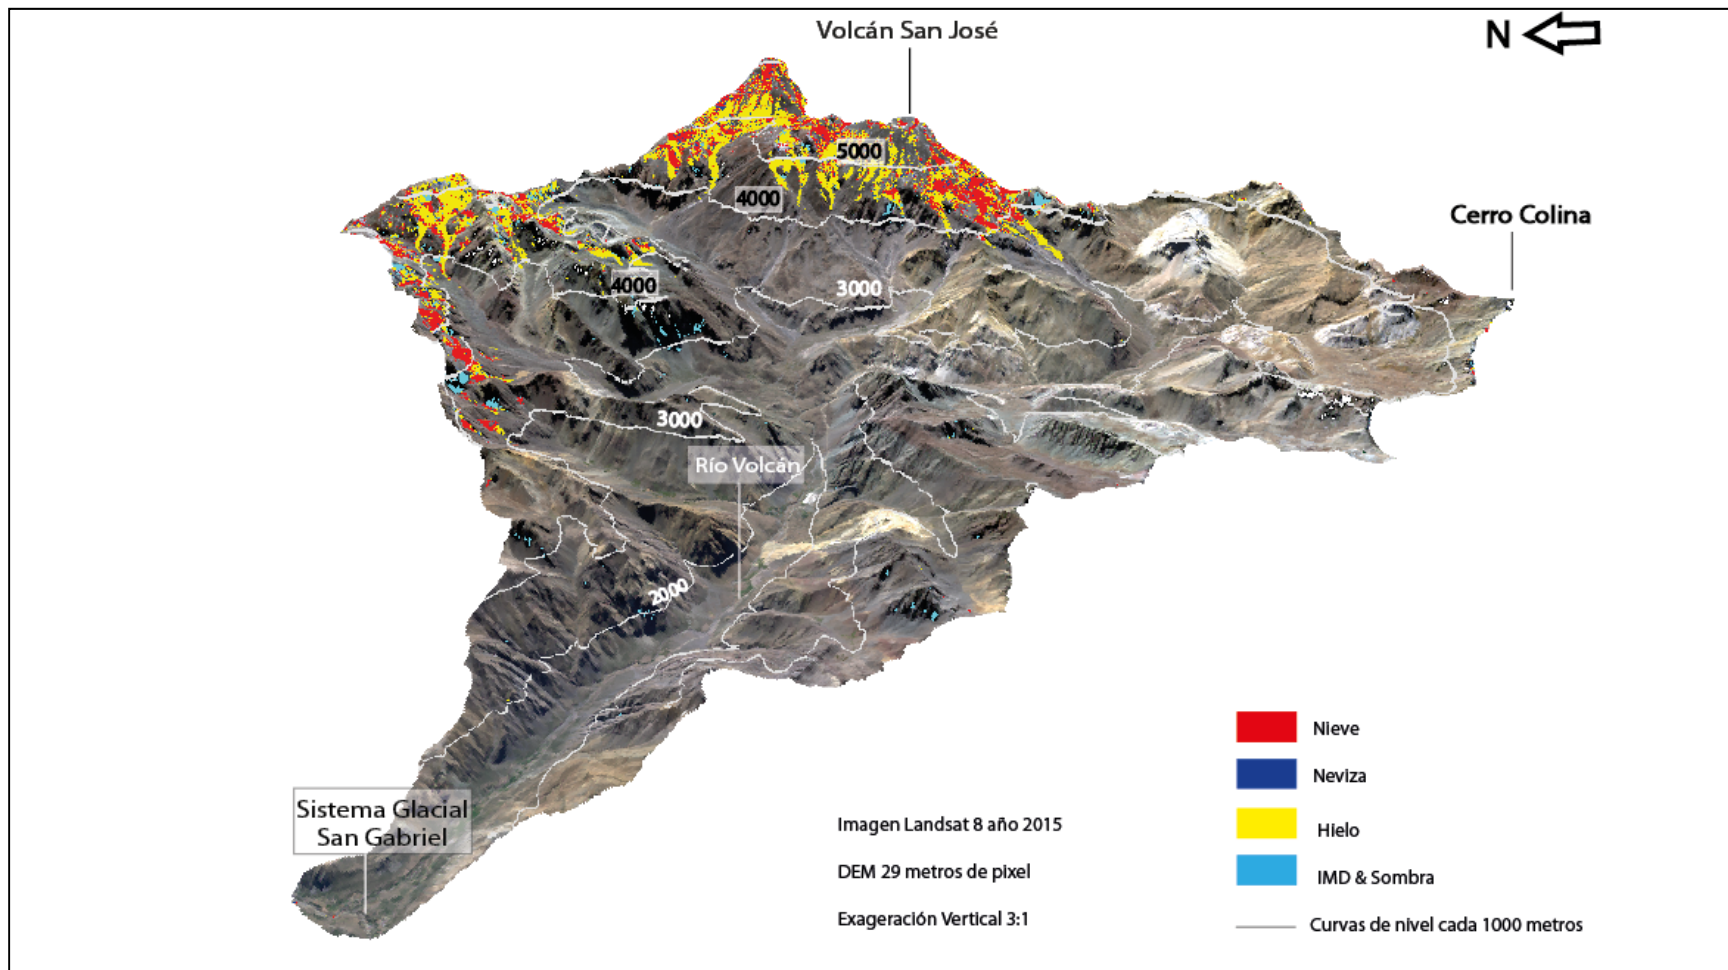 Volcán San José
N
5000
4000
Cerro Colina
4000
3000
3000
Río Volcán
2000
Sistema Glacial
San Gabriel
Imagen Landsat 8 año 2015
DEM 29 metros de pixel
Exageración Vertical 3:1
Nieve
Neviza
Hielo
IMD & Sombra
Curvas de nivel cada 1000 metros